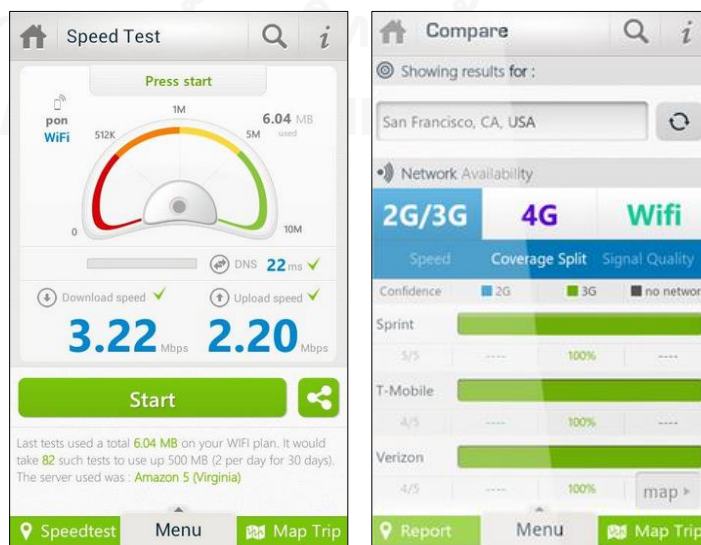 Speed Test
Press start
pon
WiFi
6.04 MB
used
0
512K
1M
5M
10M
DNS 22 ms
Download speed
Upload speed
3.22 Mbps
2.20 Mbps
Start
Last tests used a total 6.04 MB on your WIFI plan. It would
take 82 such tests to use up 500 MB (2 per day for 30 days).
The server used was : Amazon 5 (Virginia)
Speedtest
Menu
Map Trip
Compare
Showing results for :
San Francisco, CA, USA
Network Availability
2G/3G
4G
Wifi
Speed
Coverage Split
Signal Quality
Confidence
2G
3G
no networ
Sprint
5/5 ---- 100% ----
T-Mobile
4/5 ---- 100% ----
Verizon
4/5 ---- 100%
map
Report
Menu
Map Trip